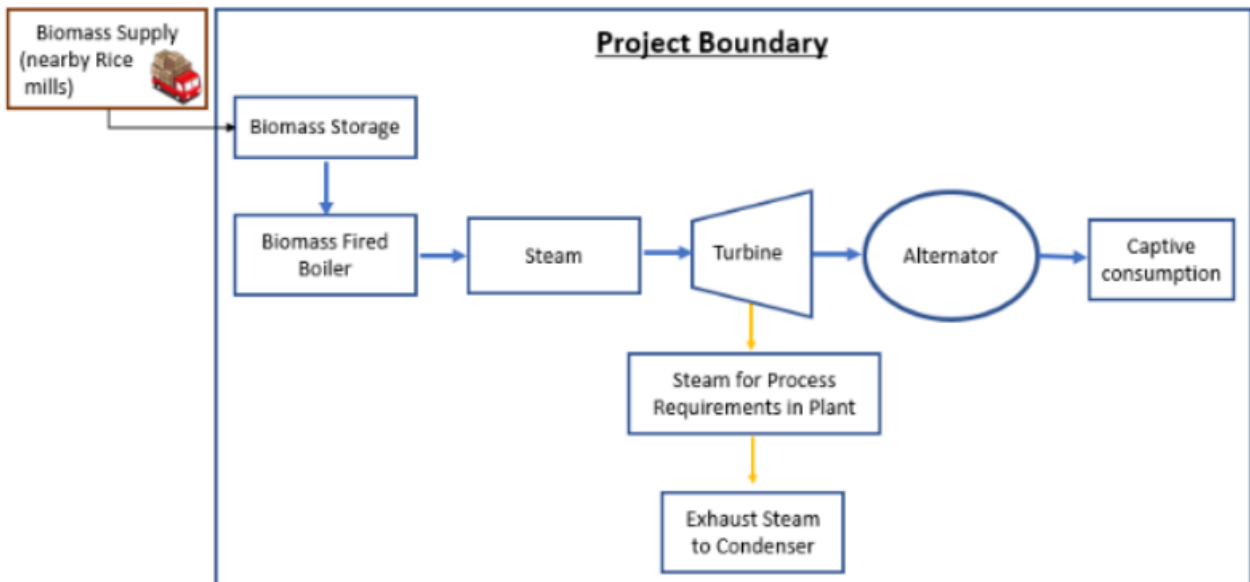 Biomass Supply
(nearby Rice
mills)
Project Boundary
Biomass Storage
Biomass Fired
Boiler
Steam
Turbine
Alternator
Captive
consumption
Steam for Process
Requirements in Plant
Exhaust Steam
to Condenser